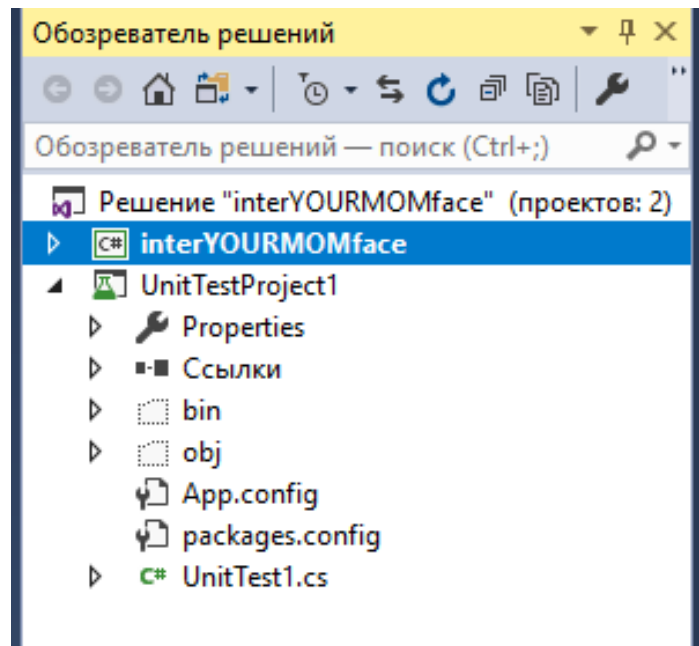 Обозреватель решений
Обозреватель решений — поиск (Ctrl+;)
Решение "interYOURMOMface" (проектов: 2)
C# interYOURMOMface
UnitTestProject1
Properties
Ссылки
bin
obj
App.config
packages.config
C# UnitTest1.cs